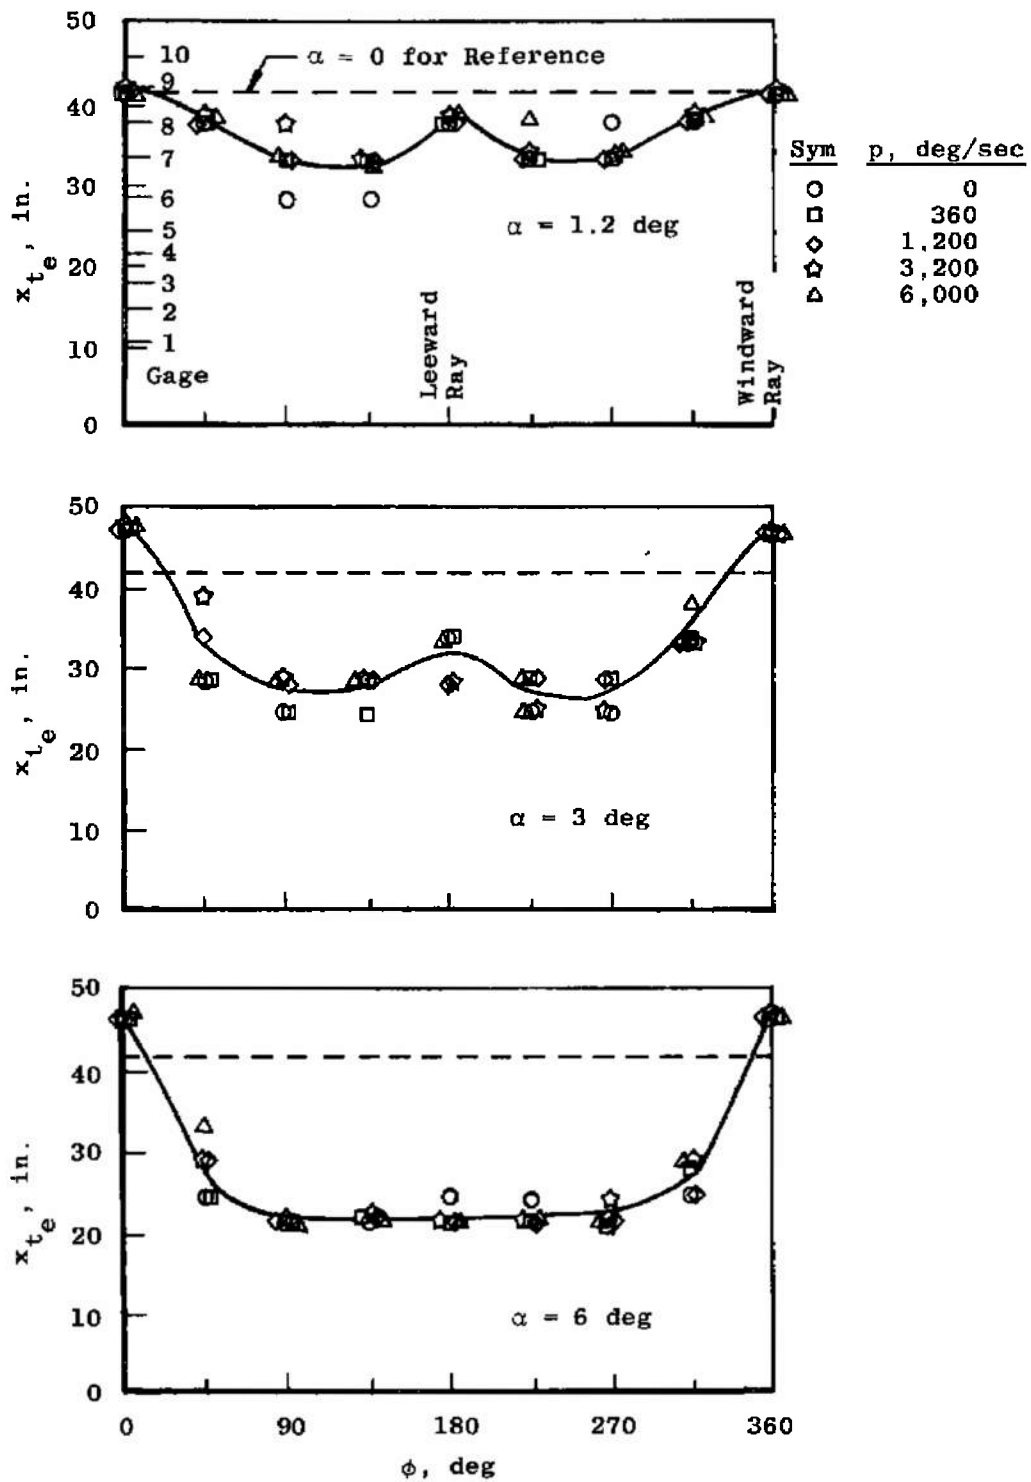 50
40
30
20
10
0
x_{t_e}, in.
10
9
8
7
6
5
4
3
2
1
Gage
α = 0 for Reference
α = 1.2 deg
Leeward
Ray
Windward
Ray
Sym p, deg/sec
○ 0
□ 360
◇ 1,200
☆ 3,200
△ 6,000
50
40
30
20
10
0
x_{t_e}, in.
α = 3 deg
50
40
30
20
10
0
x_{t_e}, in.
α = 6 deg
0 90 180 270 360
ϕ, deg